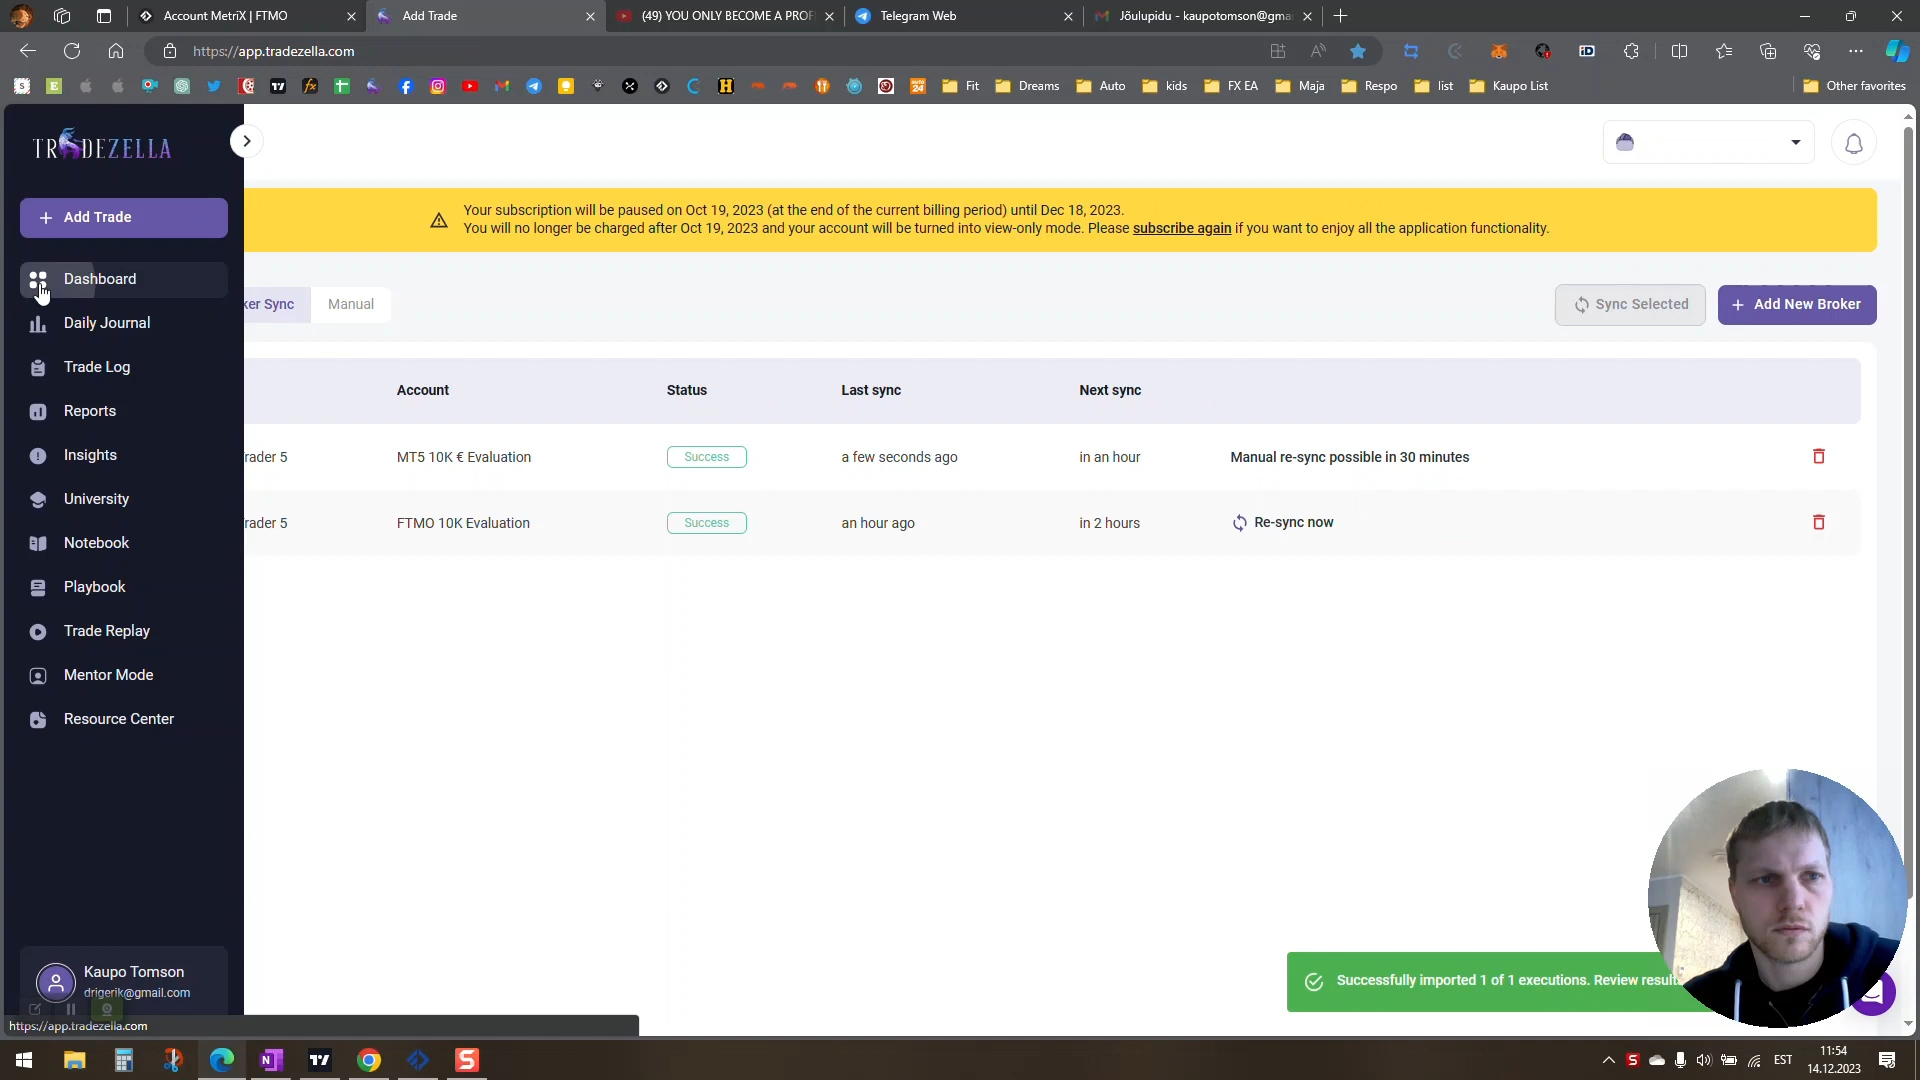 Account MetriX | FTMO
Add Trade
(49) YOU ONLY BECOME A PROF
Telegram Web
Jõulupidu - kaupotomson@gma
https://app.tradezella.com
Fit
Dreams
Auto
kids
FX EA
Maja
Respo
list
Kaupo List
Other favorites
TRADEZELLA
+ Add Trade
Dashboard
Daily Journal
Trade Log
Reports
Insights
University
Notebook
Playbook
Trade Replay
Mentor Mode
Resource Center
Kaupo Tomson
drigerik@gmail.com
https://app.tradezella.com
Your subscription will be paused on Oct 19, 2023 (at the end of the current billing period) until Dec 18, 2023.
You will no longer be charged after Oct 19, 2023 and your account will be turned into view-only mode. Please subscribe again if you want to enjoy all the application functionality.
ker Sync
Manual
Sync Selected
+ Add New Broker
Account Status Last sync Next sync
rader 5 MT5 10K € Evaluation Success a few seconds ago in an hour Manual re-sync possible in 30 minutes
rader 5 FTMO 10K Evaluation Success an hour ago in 2 hours Re-sync now
Successfully imported 1 of 1 executions. Review results
EST
11:54
14.12.2023